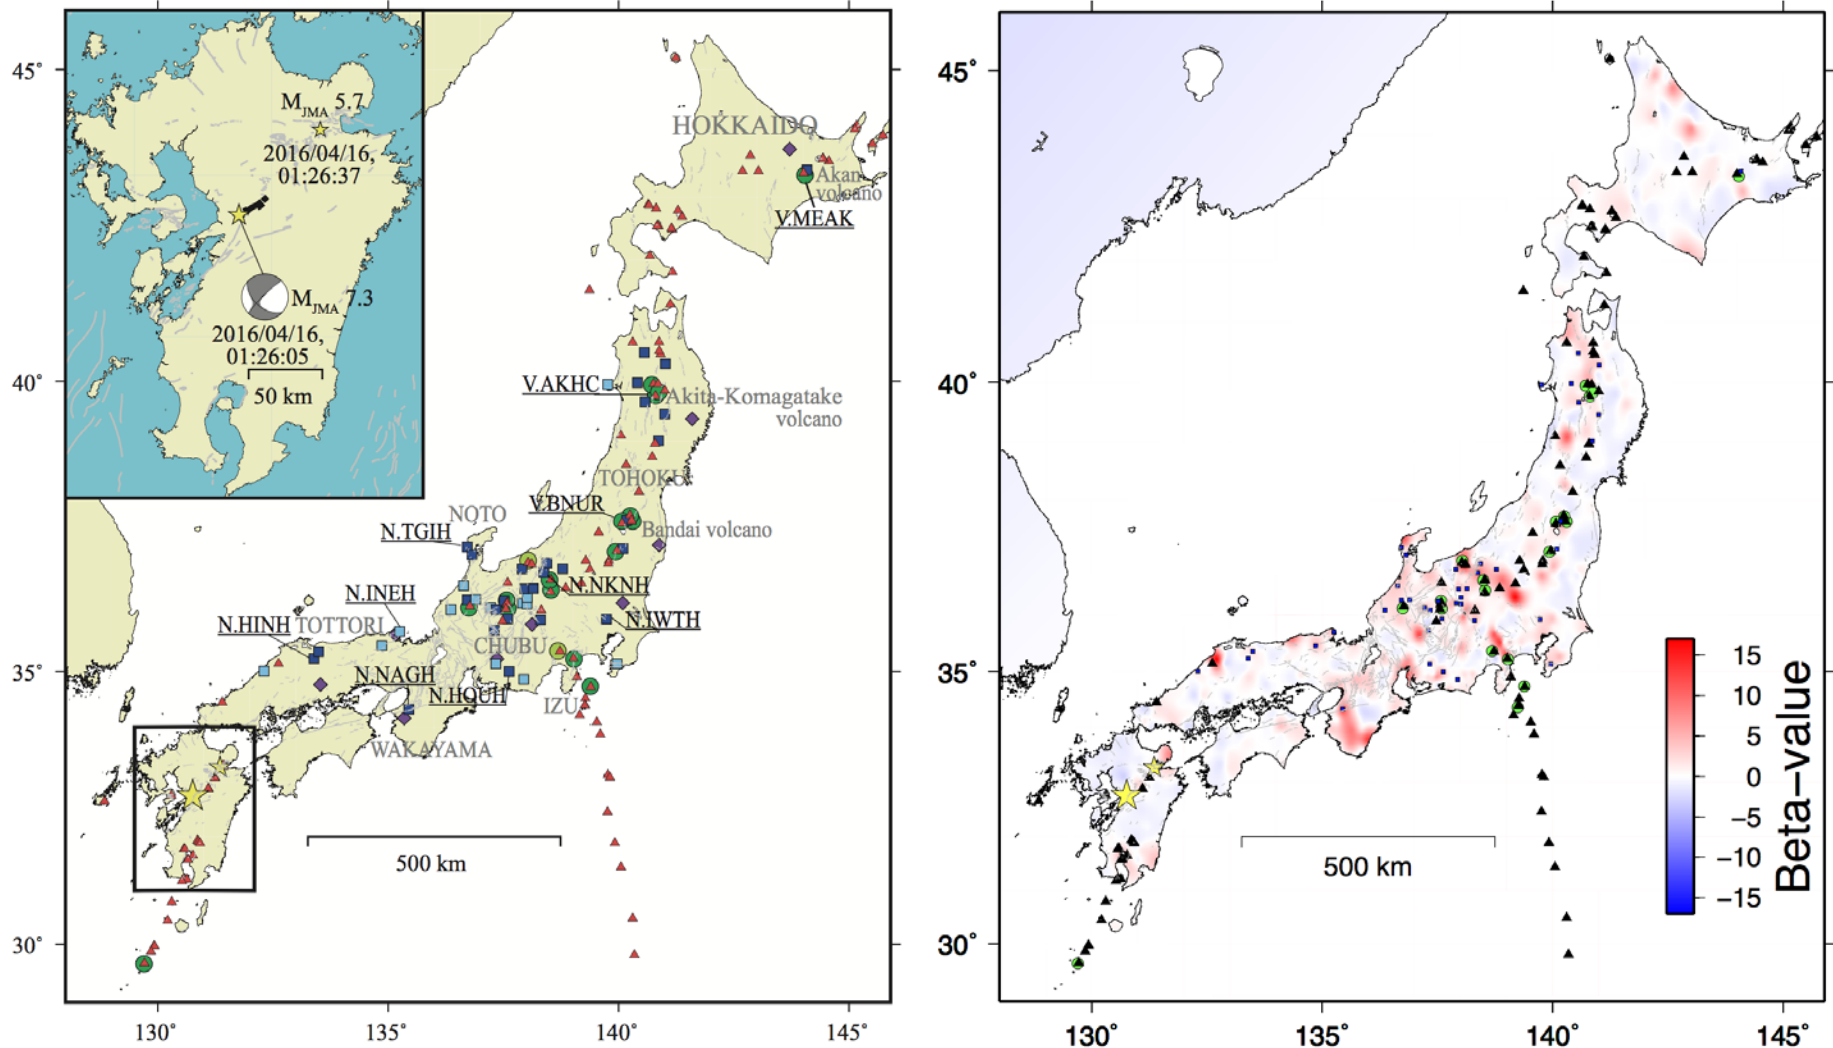 45°
40°
35°
30°
130°
135°
140°
145°
M JMA 5.7
2016/04/16,
01:26:37
M JMA 7.3
2016/04/16,
01:26:05
50 km
HOKKAIDO
Akan
volcano
V.MEAK
V.AKHC
Akita-Komagatake
volcano
TOHOKU
V.BNUR
Bandai volcano
NOTO
N.TGIH
N.NKNH
N.INEH
N.HINH
TOTTORI
N.IWTH
CHUBU
N.NAGH
N.HOUH
IZU
WAKAYAMA
500 km
45°
40°
35°
30°
130°
135°
140°
145°
500 km
15
10
5
0
−5
−10
−15
Beta−value